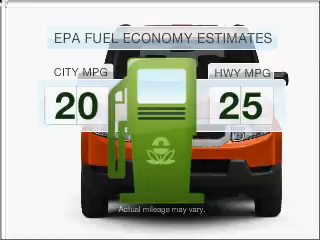 EPA FUEL ECONOMY ESTIMATES
CITY MPG
HWY MPG
20
25
Actual mileage may vary.